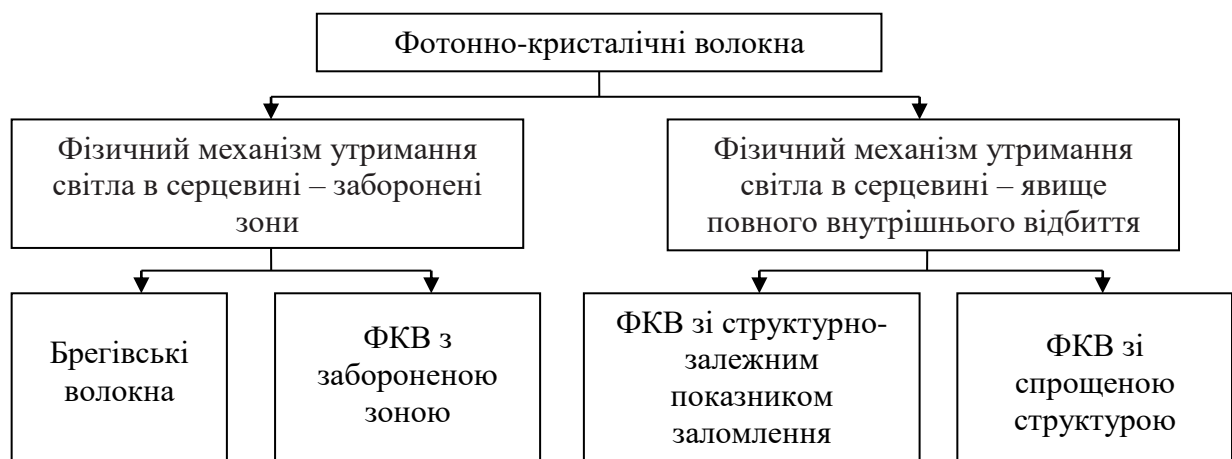 Фотонно-кристалічні волокна
Фізичний механізм утримання
світла в серцевині – заборонені
зони
Фізичний механізм утримання
світла в серцевині – явище
повного внутрішнього відбиття
Брегівські
волокна
ФКВ з
забороненою
зоною
ФКВ зі структурно-
залежним
показником
заломлення
ФКВ зі
спрощеною
структурою